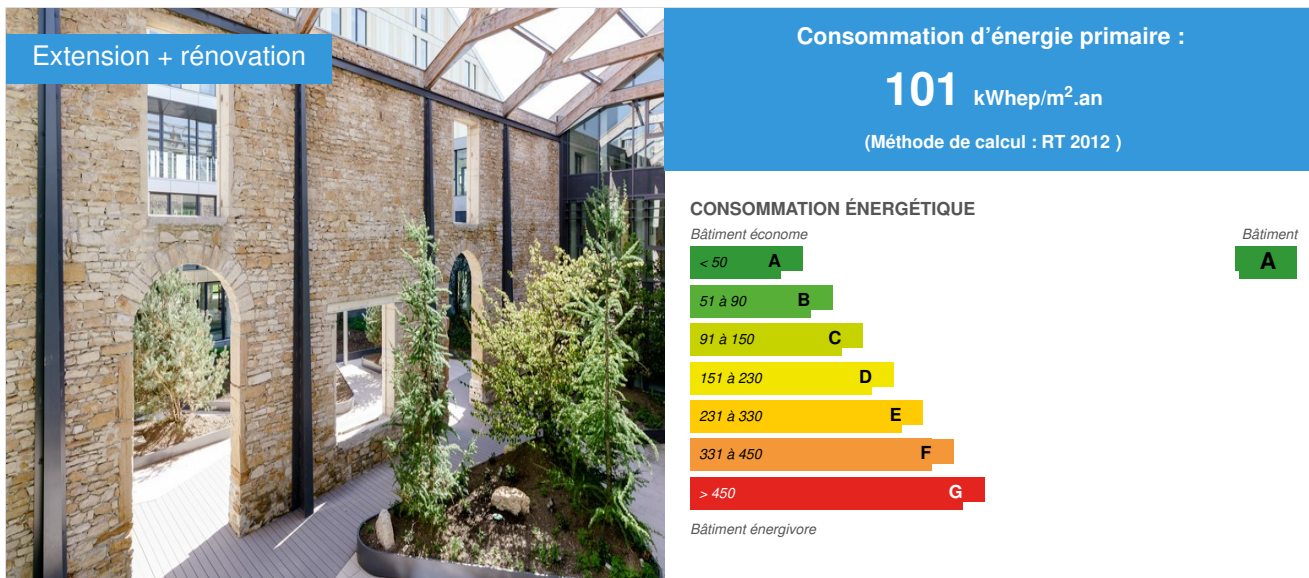 Extension + rénovation
Consommation d'énergie primaire :
101 kWhep/m².an
(Méthode de calcul : RT 2012 )
CONSOMMATION ÉNERGÉTIQUE
Bâtiment économe
Bâtiment
< 50 A
A
51 à 90 B
91 à 150 C
151 à 230 D
231 à 330 E
331 à 450 F
> 450 G
Bâtiment énergivore